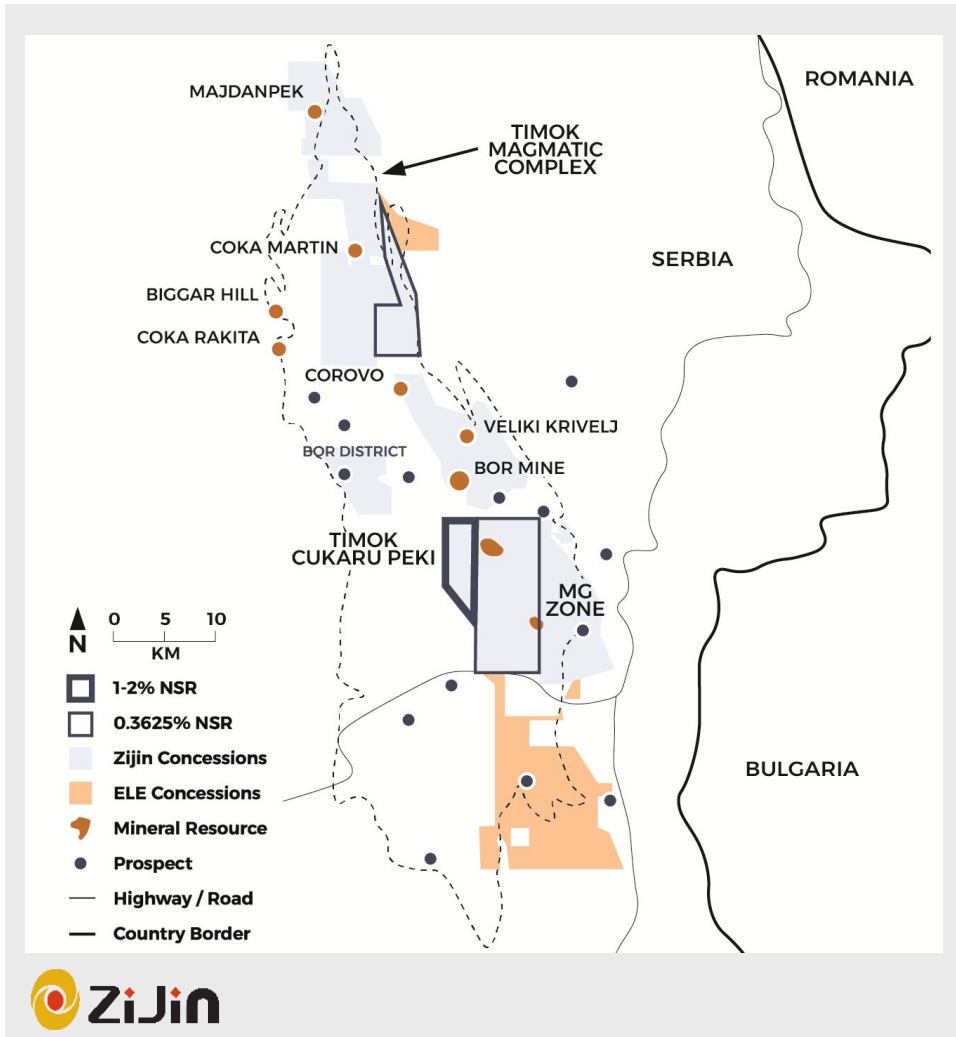 ROMANIA
MAJDANPEK
TIMOK
MAGMATIC
COMPLEX
COKA MARTIN
SERBIA
BIGGAR HILL
COKA RAKITA
COROVO
VELIKI KRIVELJ
BOR DISTRICT
BOR MINE
TIMOK
CUKARU PEKI
MG
ZONE
BULGARIA
N
0 5 10
KM
1-2% NSR
0.3625% NSR
Zijin Concessions
ELE Concessions
Mineral Resource
Prospect
Highway / Road
Country Border
ZiJin